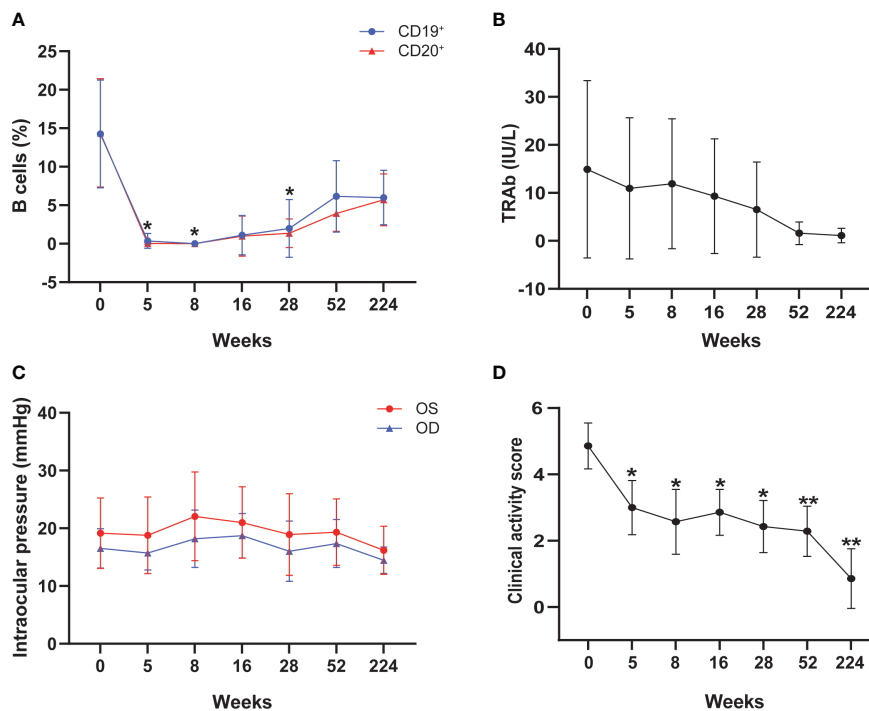 A
CD19⁺
CD20⁺
B cells (%)
25
20
15
10
5
0
-5
* * *
0 5 8 16 28 52 224
Weeks
B
TRAb (IU/L)
40
30
20
10
0
-10
0 5 8 16 28 52 224
Weeks
C
OS
OD
Intraocular pressure (mmHg)
40
30
20
10
0
0 5 8 16 28 52 224
Weeks
D
Clinical activity score
6
4
2
0
* * * * ** **
0 5 8 16 28 52 224
Weeks